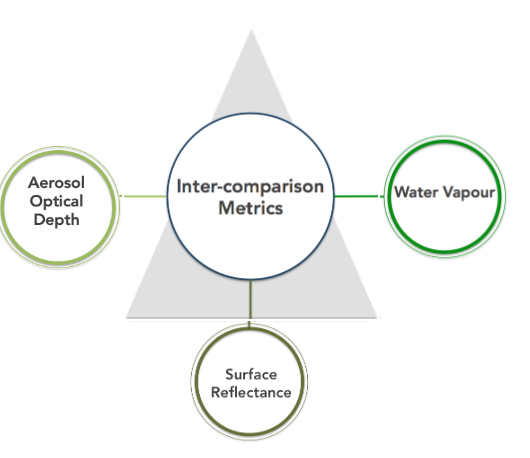 Inter-comparison
Metrics
Aerosol
Optical
Depth
Water Vapour
Surface
Reflectance